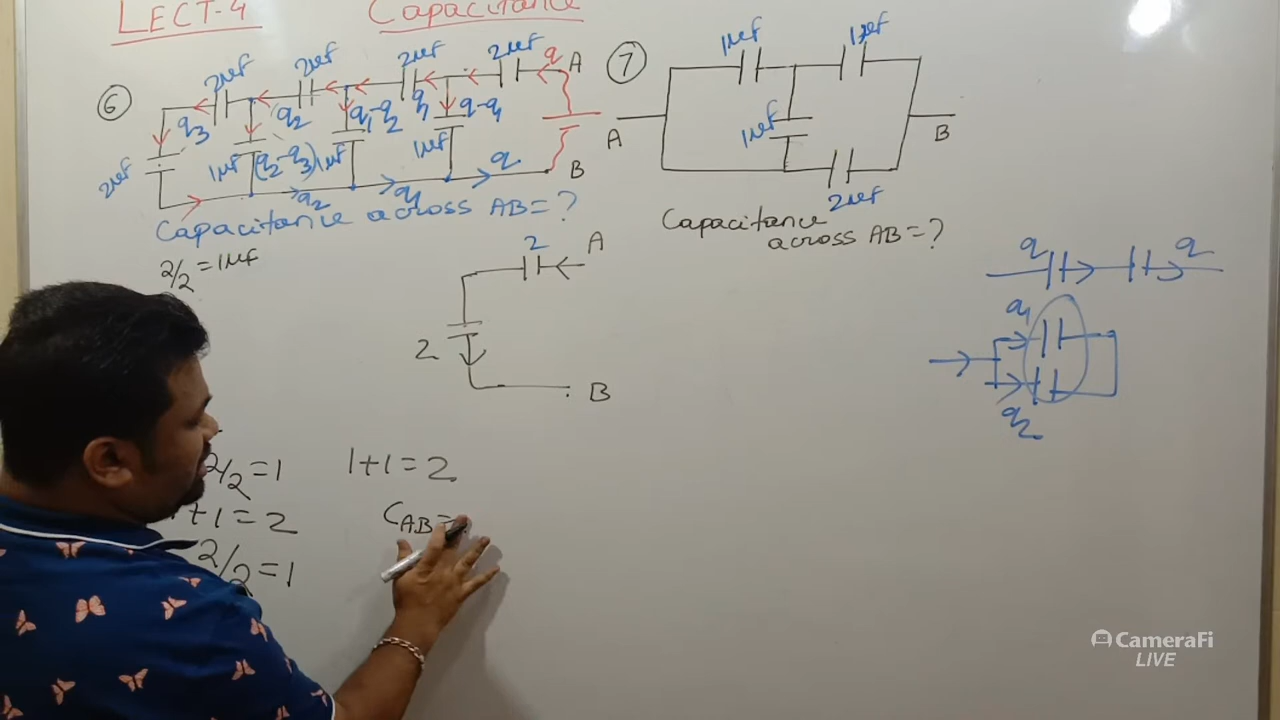 LECT-4 Capacitance
6
2μF 2μF 2μF 2μF q A
q3 q2 q1-q2 q1 q-q1
2μF 1μF (q2-q3) 1μF 1μF
q2 q1 q B
Capacitance across AB = ?
2/2 = 1μF
2 A
2
B
2/2 = 1
+1 = 2
2/2 = 1
1+1 = 2
CAB =
7
1μF 1μF
A 1μF B
2μF
Capacitance
across AB = ?
q q
q1
q2
CameraFi
LIVE